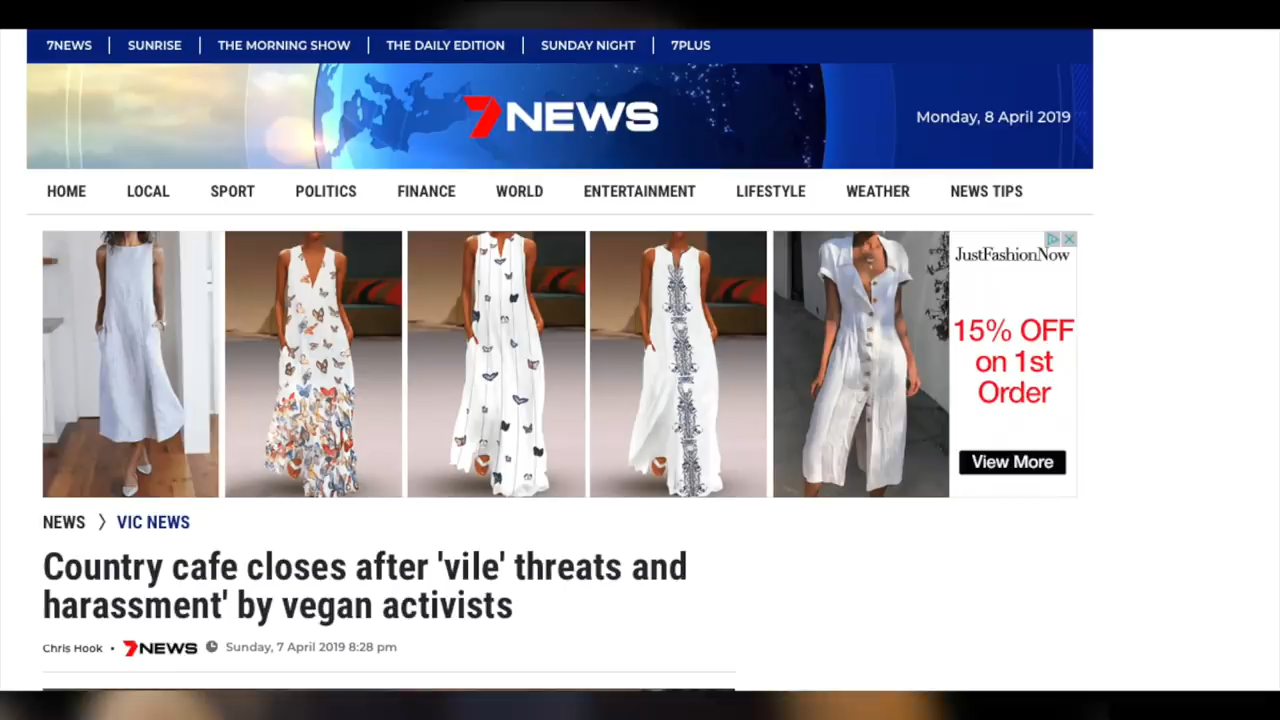 7NEWS SUNRISE THE MORNING SHOW THE DAILY EDITION SUNDAY NIGHT 7PLUS
7NEWS
Monday, 8 April 2019
HOME LOCAL SPORT POLITICS FINANCE WORLD ENTERTAINMENT LIFESTYLE WEATHER NEWS TIPS
JustFashionNow
15% OFF
on 1st
Order
View More
NEWS 〉 VIC NEWS
Country cafe closes after 'vile' threats and
harassment' by vegan activists
Chris Hook • 7NEWS Sunday, 7 April 2019 8:28 pm